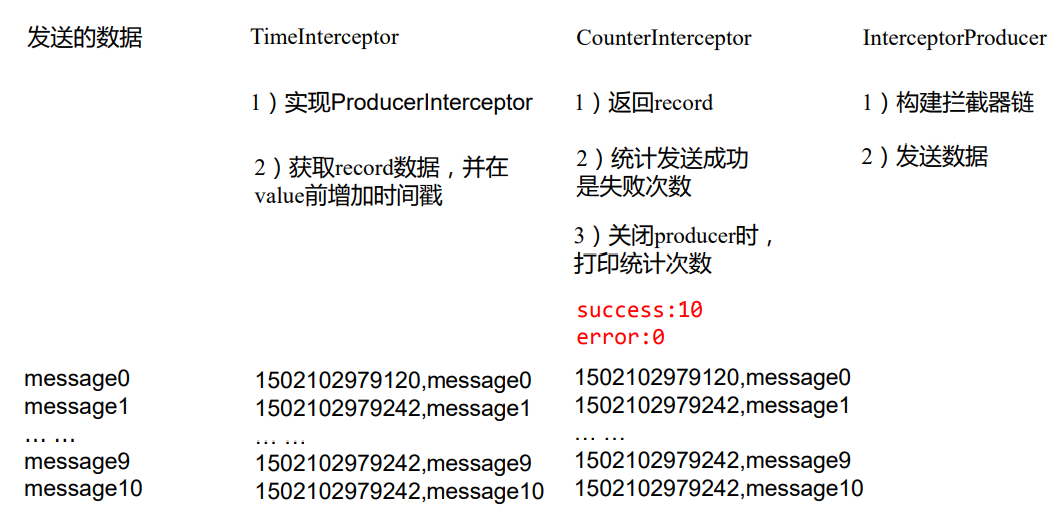 发送的数据
TimeInterceptor
CounterInterceptor
InterceptorProducer
1）实现ProducerInterceptor
2）获取record数据，并在
value前增加时间戳
1）返回record
2）统计发送成功
是失败次数
3）关闭producer时，
打印统计次数
success:10
error:0
1）构建拦截器链
2）发送数据
message0
message1
… …
message9
message10
1502102979120,message0
1502102979242,message1
… …
1502102979242,message9
1502102979242,message10
1502102979120,message0
1502102979242,message1
… …
1502102979242,message9
1502102979242,message10